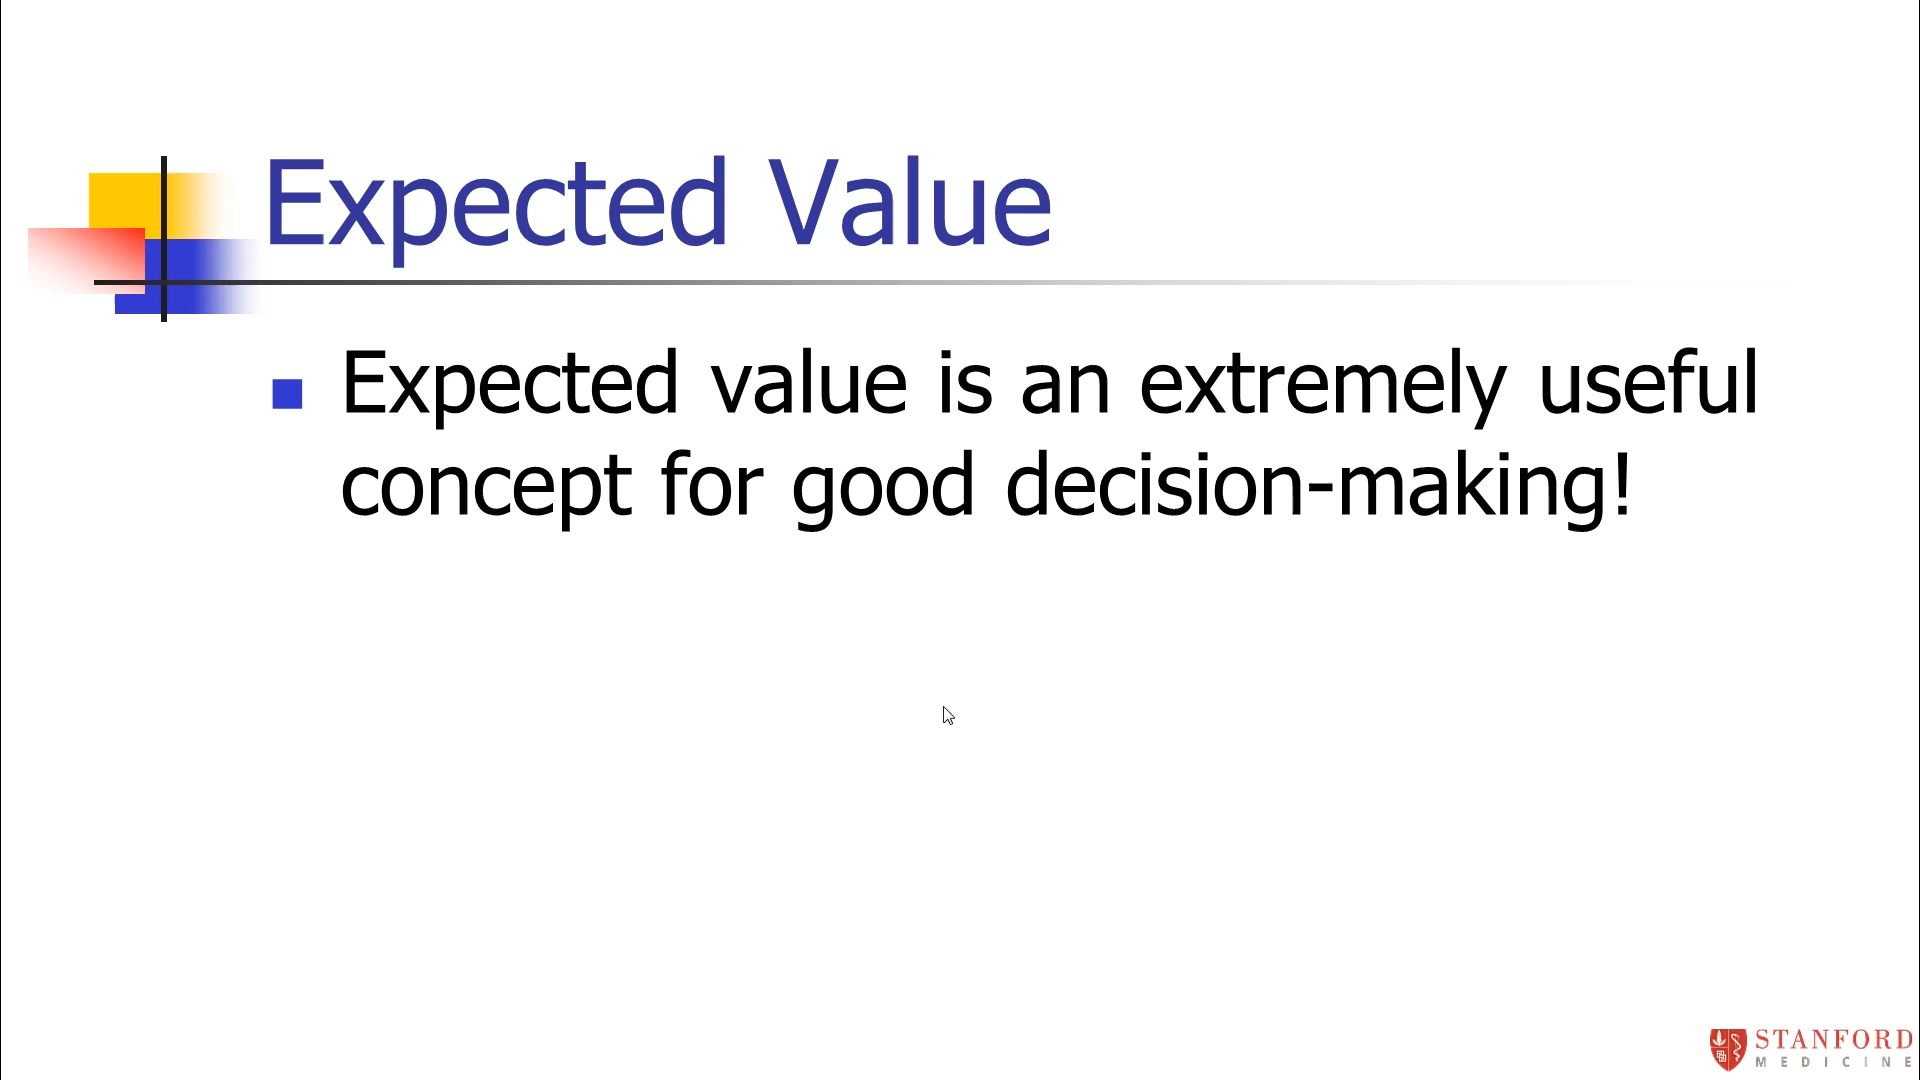 Expected Value
Expected value is an extremely useful
concept for good decision-making!
STANFORD
MEDICINE